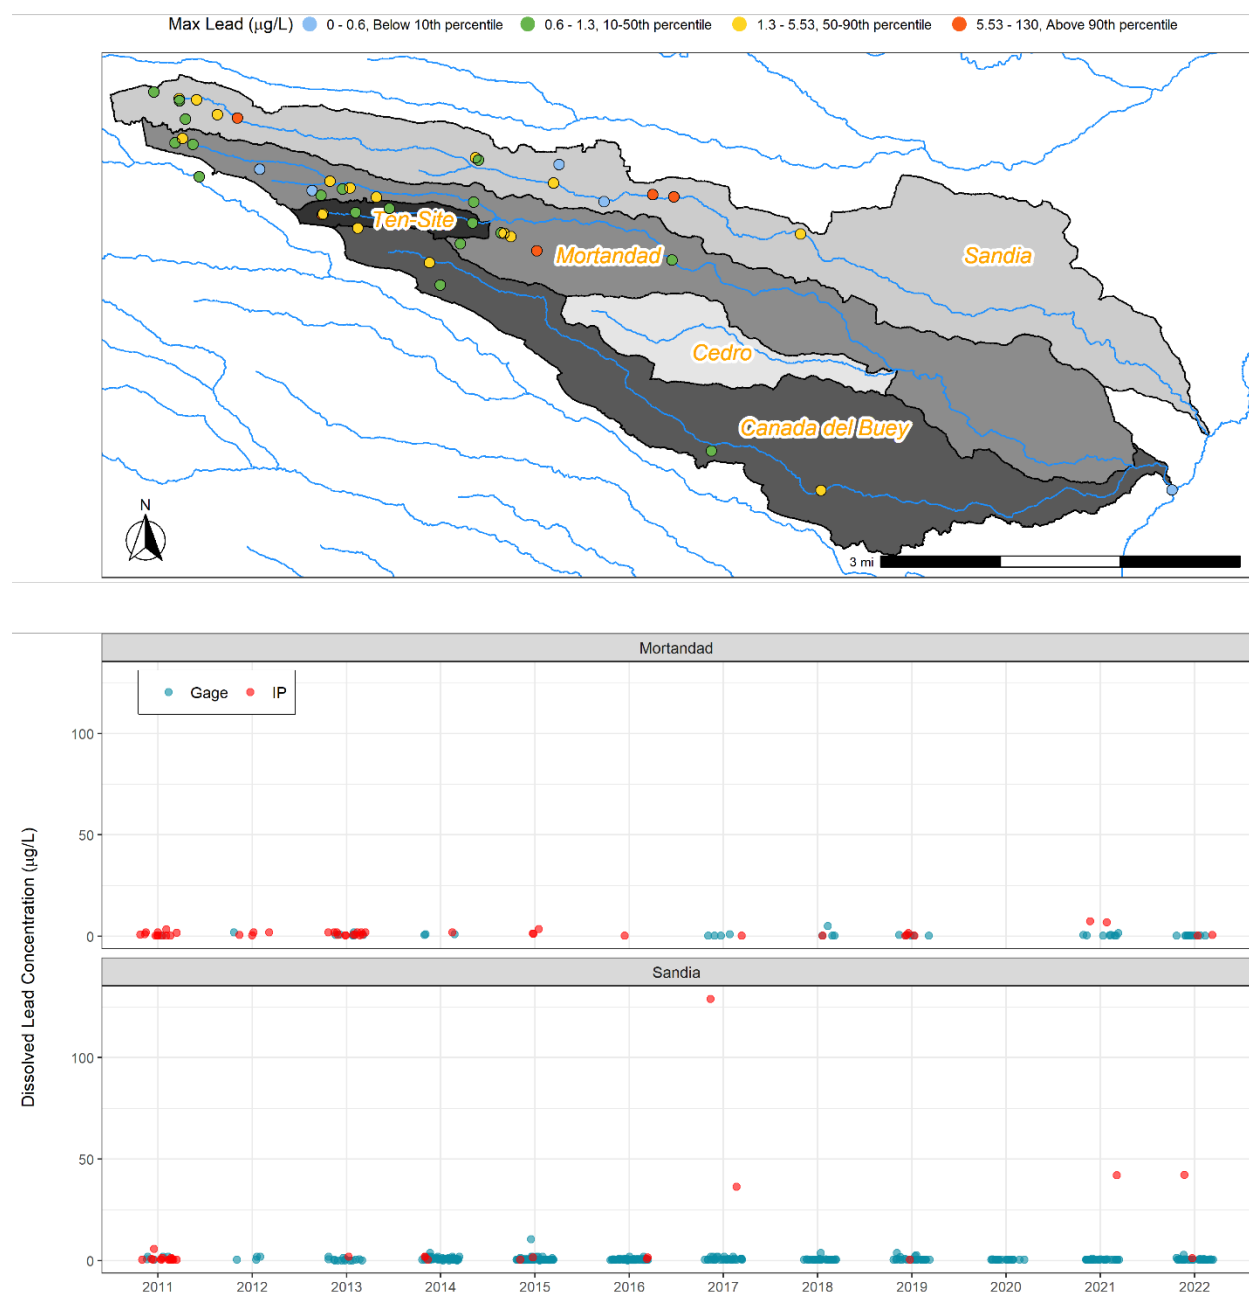 Max Lead (µg/L) 0 - 0.6, Below 10th percentile 0.6 - 1.3, 10-50th percentile 1.3 - 5.53, 50-90th percentile 5.53 - 130, Above 90th percentile
Ten-Site
Mortandad
Sandia
Cedro
Canada del Buey
N
3 mi
Mortandad
Gage IP
100
50
0
Dissolved Lead Concentration (µg/L)
Sandia
100
50
0
2011 2012 2013 2014 2015 2016 2017 2018 2019 2020 2021 2022